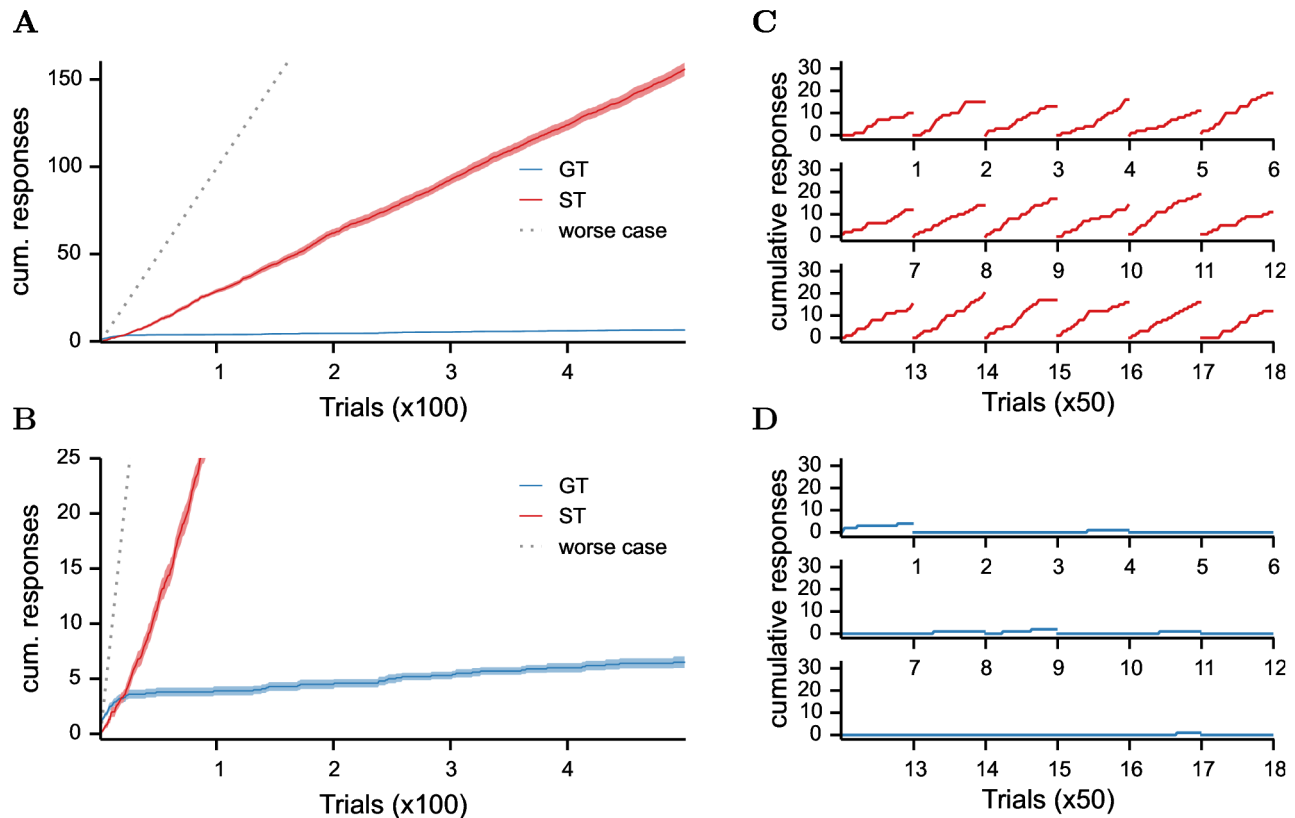 A
cum. responses
150
100
50
0
GT
ST
worse case
1 2 3 4
Trials (x100)
B
cum. responses
25
20
15
10
5
0
GT
ST
worse case
1 2 3 4
Trials (x100)
C
cumulative responses
30
20
10
0
1 2 3 4 5 6
30
20
10
0
7 8 9 10 11 12
30
20
10
0
13 14 15 16 17 18
Trials (x50)
D
cumulative responses
30
20
10
0
1 2 3 4 5 6
30
20
10
0
7 8 9 10 11 12
30
20
10
0
13 14 15 16 17 18
Trials (x50)